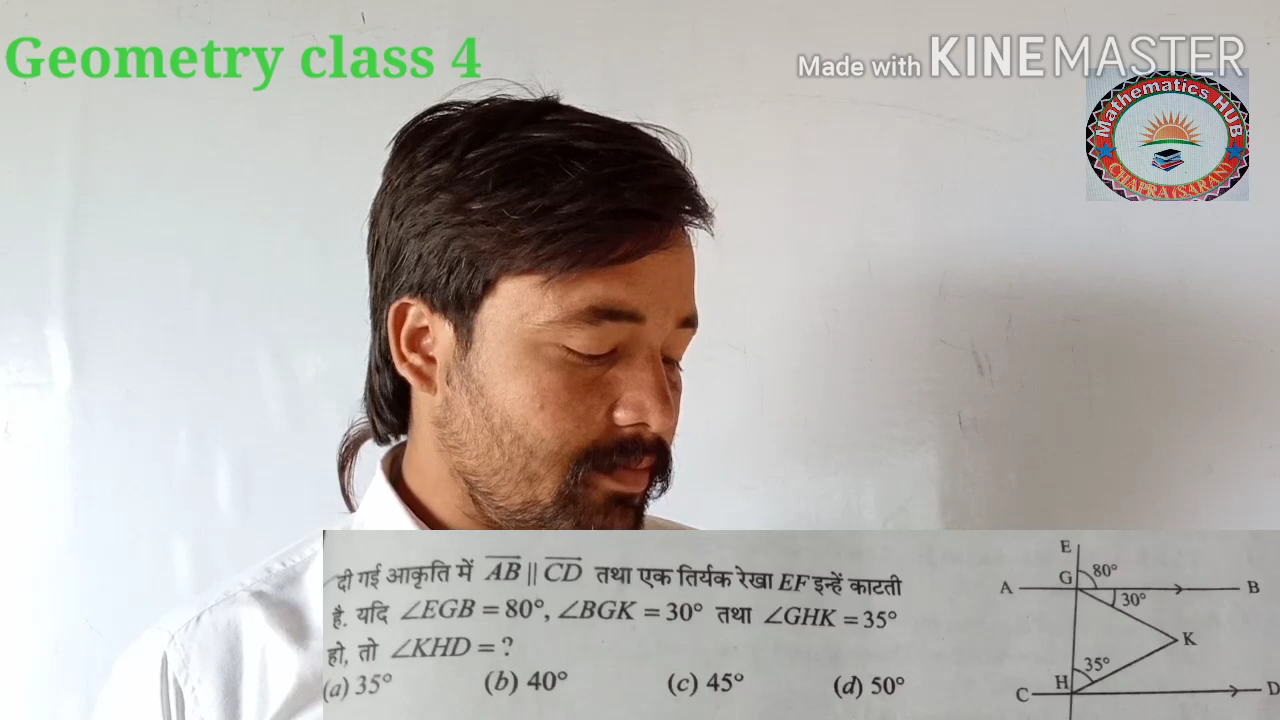 Geometry class 4
Made with KINEMASTER
Mathematics HUB
CHAPRA (SARAN)
दी गई आकृति में AB || CD तथा एक तिर्यक रेखा EF इन्हें काटती
है. यदि ∠EGB = 80°, ∠BGK = 30° तथा ∠GHK = 35°
हो, तो ∠KHD = ?
(a) 35° (b) 40° (c) 45° (d) 50°
E
G 80°
A B
30°
K
35°
H
C D